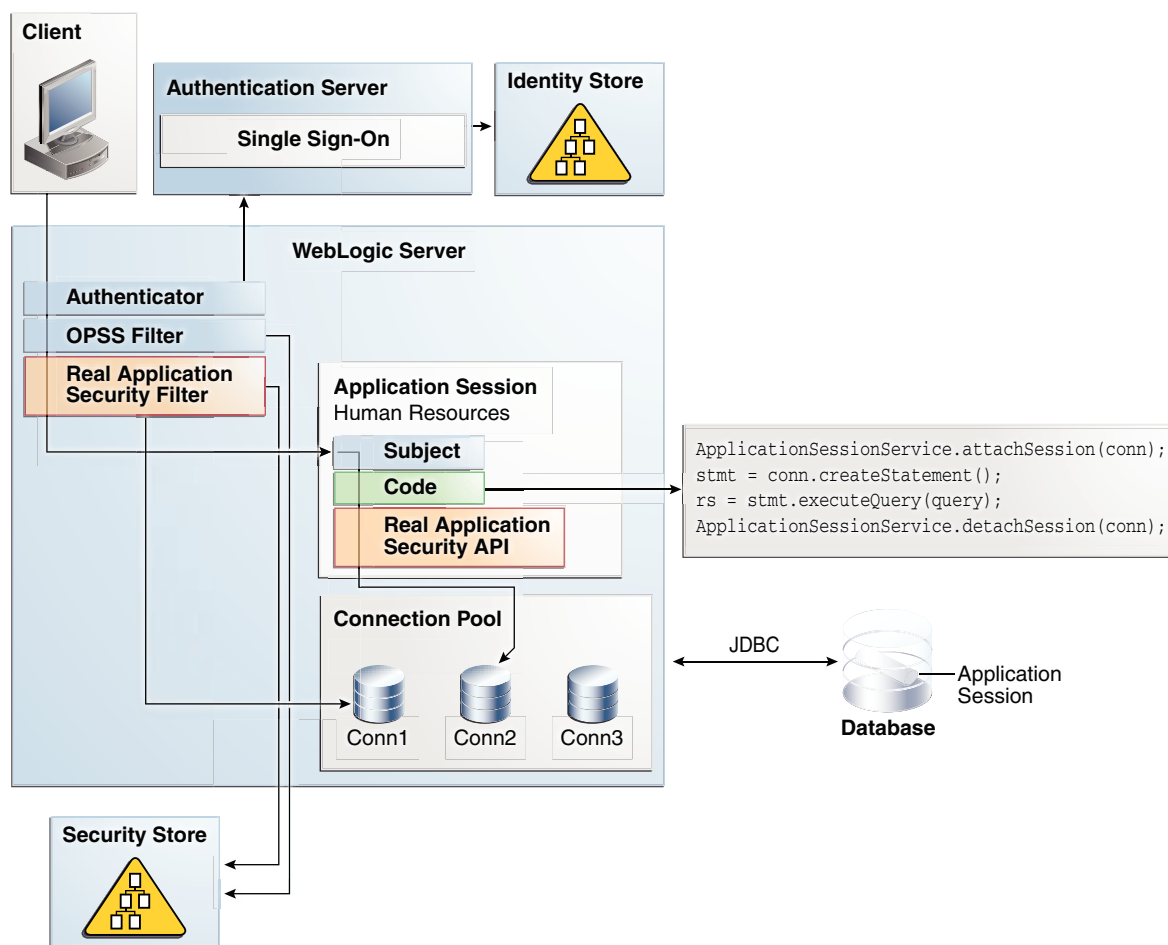 Client
Authentication Server
Single Sign-On
Identity Store
WebLogic Server
Authenticator
OPSS Filter
Real Application
Security Filter
Application Session
Human Resources
Subject
Code
Real Application
Security API
ApplicationSessionService.attachSession(conn);
stmt = conn.createStatement();
rs = stmt.executeQuery(query);
ApplicationSessionService.detachSession(conn);
Connection Pool
Conn1
Conn2
Conn3
JDBC
Application
Session
Database
Security Store